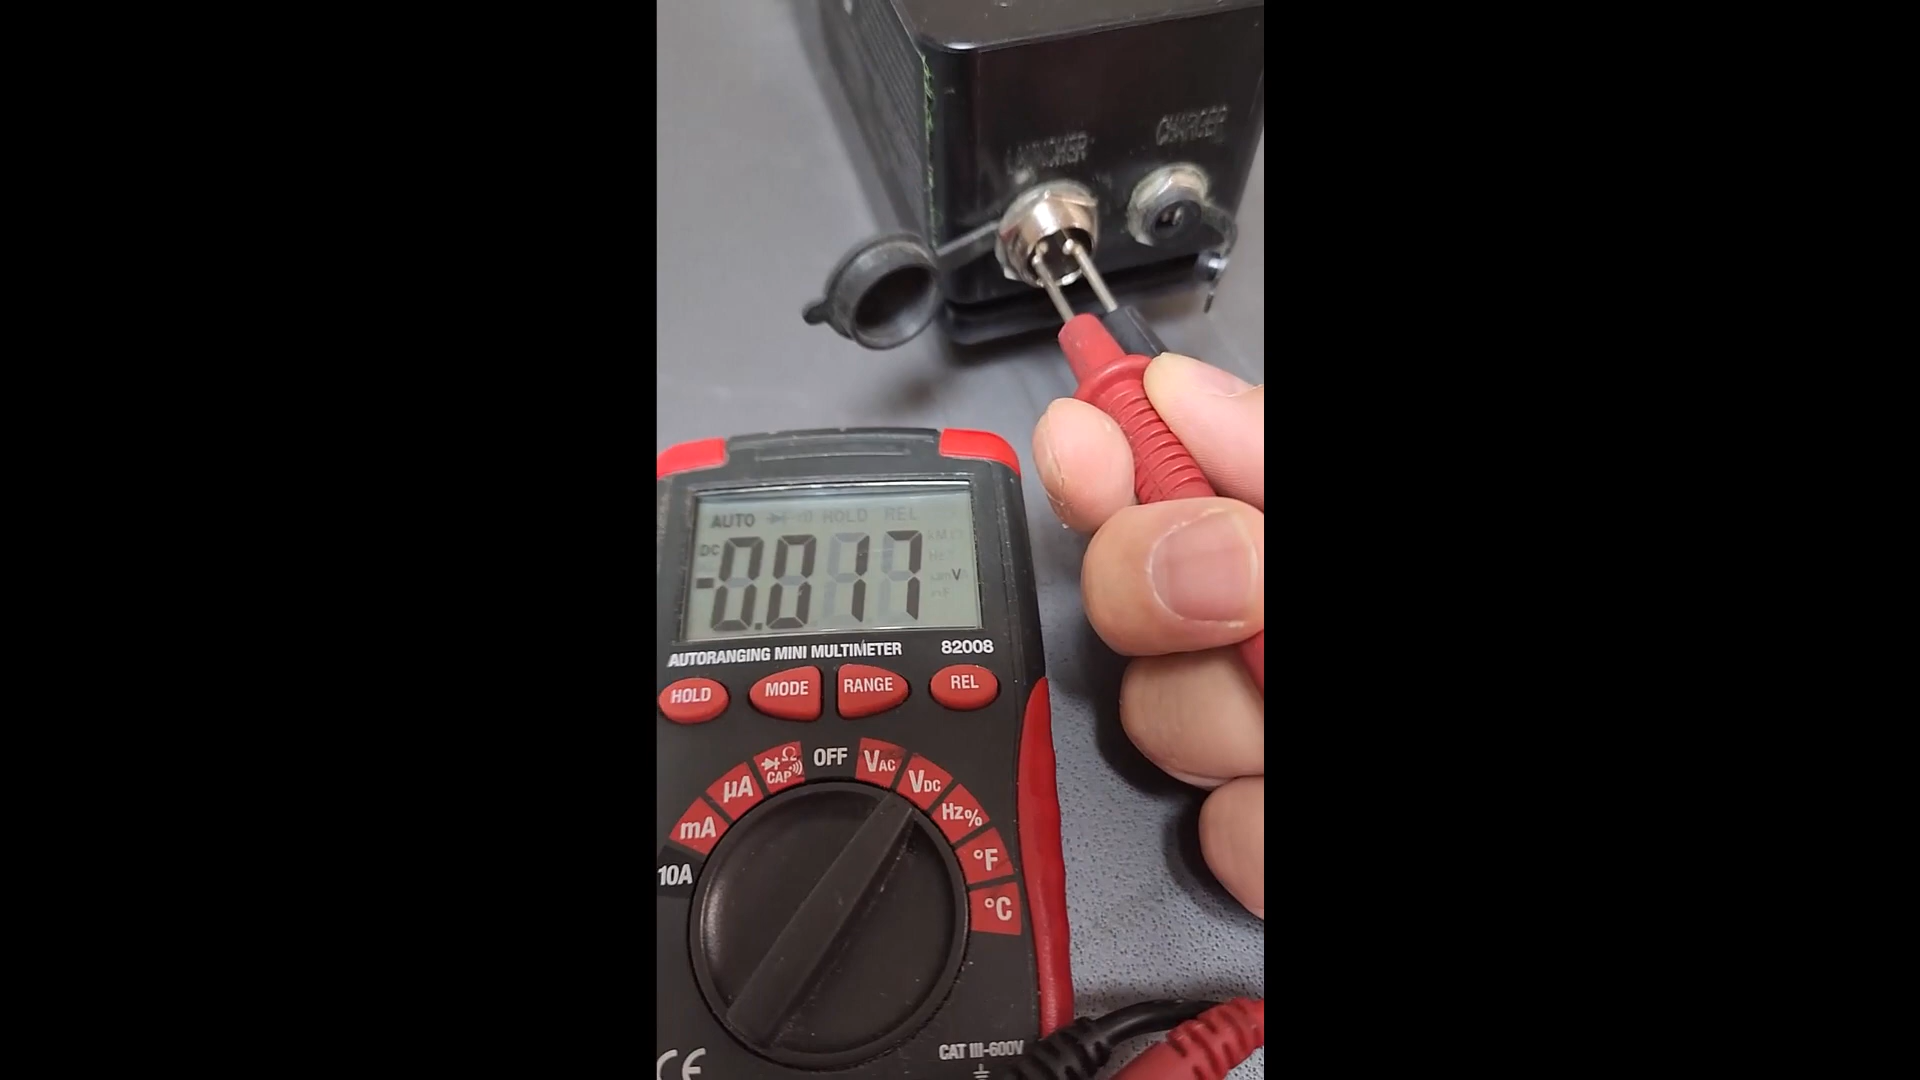 LAUNCHER
CHARGER
AUTO HOLD REL
DC
-0.017 V
AUTORANGING MINI MULTIMETER 82008
HOLD MODE RANGE REL
10A mA µA Ω CAP OFF VAC VDC Hz% °F °C
CE
CAT III-600V